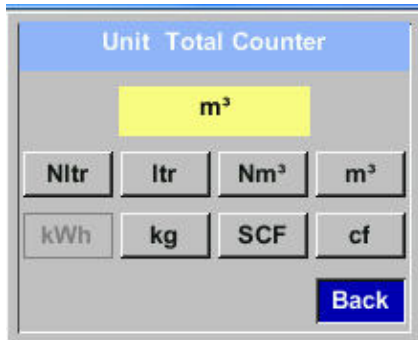 Unit Total Counter
m³
Nltr ltr Nm³ m³
kWh kg SCF cf
Back